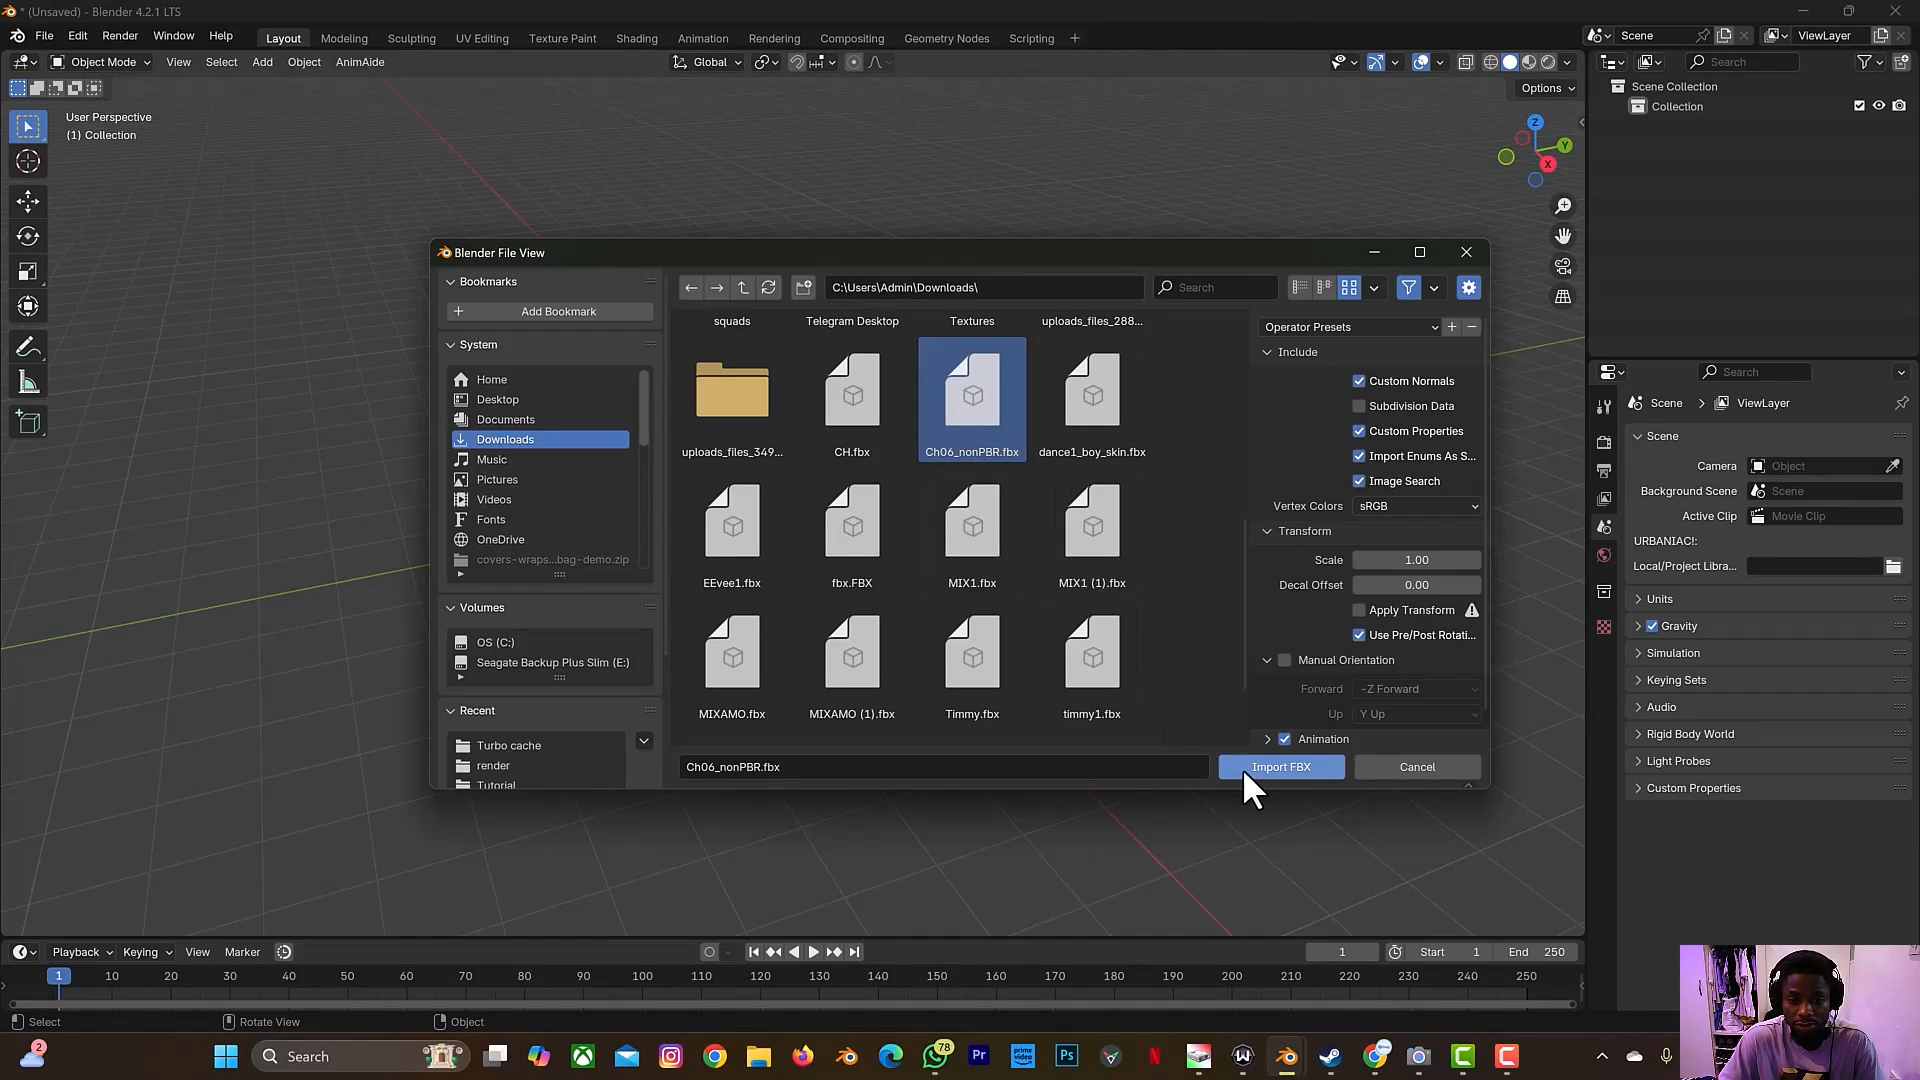 * (Unsaved) - Blender 4.2.1 LTS
File Edit Render Window Help Layout Modeling Sculpting UV Editing Texture Paint Shading Animation Rendering Compositing Geometry Nodes Scripting + Scene ViewLayer
Object Mode View Select Add Object AnimAide Global Search
Options
User Perspective
(1) Collection
Z Y X
Scene Collection
Collection
Blender File View
Bookmarks
Add Bookmark
System
Home
Desktop
Documents
Downloads
Music
Pictures
Videos
Fonts
OneDrive
covers-wraps...bag-demo.zip
Volumes
OS (C:)
Seagate Backup Plus Slim (E:)
Recent
Turbo cache
render
Tutorial
C:\Users\Admin\Downloads\ Search
squads Telegram Desktop Textures uploads_files_288...
uploads_files_349... CH.fbx Ch06_nonPBR.fbx dance1_boy_skin.fbx
EEvee1.fbx fbx.FBX MIX1.fbx MIX1 (1).fbx
MIXAMO.fbx MIXAMO (1).fbx Timmy.fbx timmy1.fbx
Ch06_nonPBR.fbx Import FBX Cancel
Operator Presets
Include
Custom Normals
Subdivision Data
Custom Properties
Import Enums As S...
Image Search
Vertex Colors sRGB
Transform
Scale 1.00
Decal Offset 0.00
Apply Transform
Use Pre/Post Rotati...
Manual Orientation
Forward -Z Forward
Up Y Up
Animation
Search
Scene ViewLayer
Scene
Camera Object
Background Scene Scene
Active Clip Movie Clip
URBANIAC!:
Local/Project Libra...
Units
Gravity
Simulation
Keying Sets
Audio
Rigid Body World
Light Probes
Custom Properties
Playback Keying View Marker 1 Start 1 End 250
1 10 20 30 40 50 60 70 80 90 100 110 120 130 140 150 160 170 180 190 200 210 220 230 240 250
Select Rotate View Object
2 Search 78 Pr prime video Ps N W C C